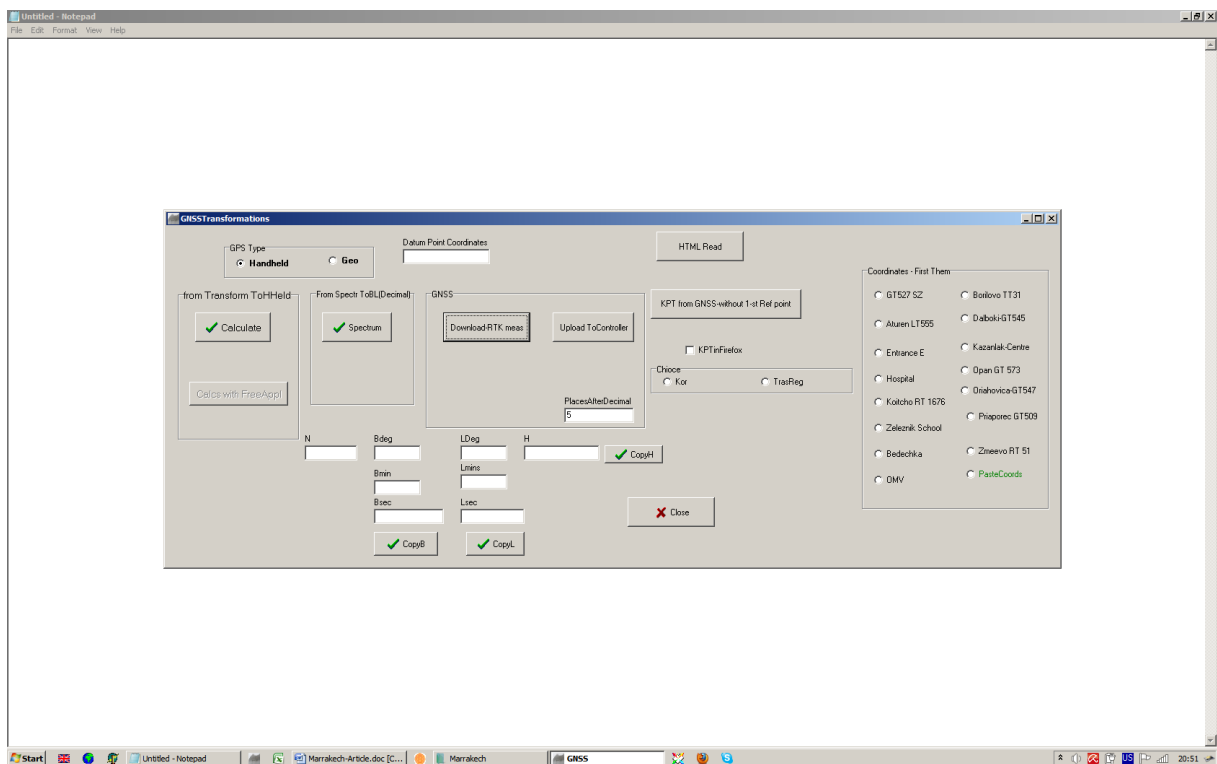 Untitled - Notepad
File Edit Format View Help
GNSSTransformations
GPS Type
Handheld
Geo
Datum Point Coordinates
HTML Read
from Transform ToHHeld
Calculate
Calcs with FreeAppl
From Spectr ToBL(Decimal)
Spectrum
GNSS
Download-RTK meas
Upload ToController
PlacesAfterDecimal
5
KPT from GNSS-without 1-st Ref point
KPTinFirefox
Chioce
Kor
TrasReg
Coordinates - First Them
GT527 SZ
Borilovo TT31
Aturen LT555
Dalboki-GT545
Entrance E
Kazanlak-Centre
Hospital
Opan GT 573
Koitcho RT 1676
Oriahovica-GT547
Zeleznik School
Priaporec GT509
Bedechka
Zmeevo RT 51
OMV
PasteCoords
N
Bdeg
LDeg
H
CopyH
Bmin
Lmins
Bsec
Lsec
Close
CopyB
CopyL
Start
Untitled - Notepad
Marrakech-Article.doc [C...
Marrakech
GNSS
US
20:51